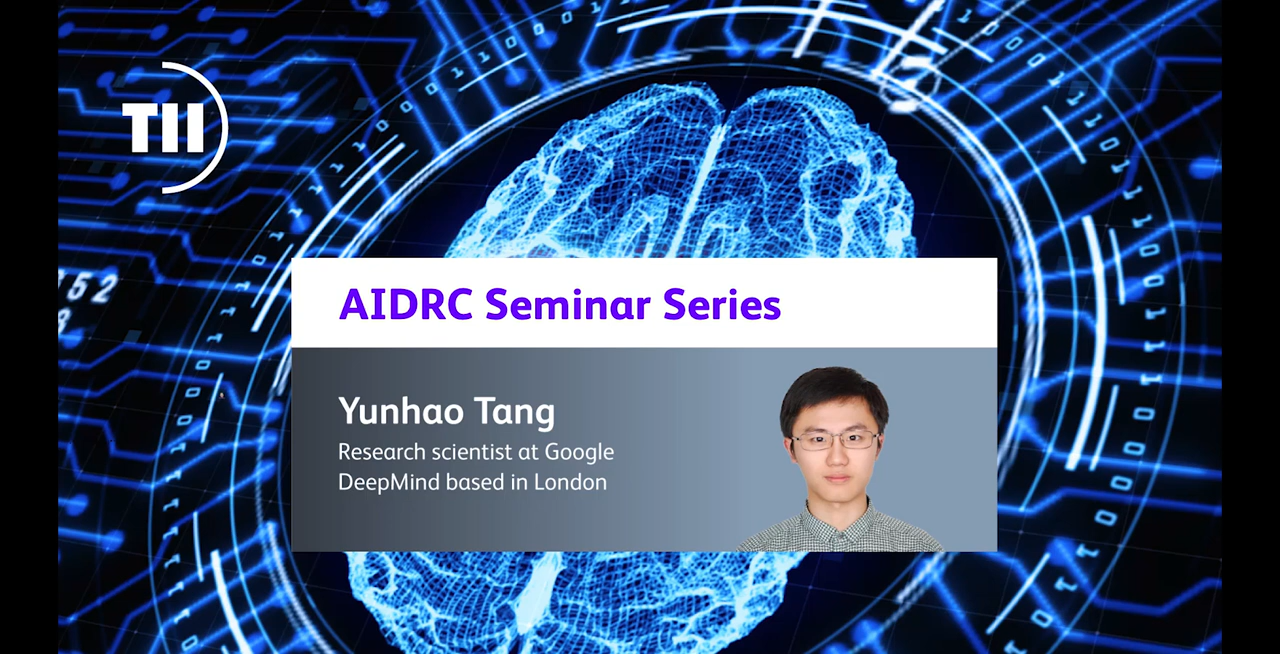 TII
AIDRC Seminar Series
Yunhao Tang
Research scientist at Google
DeepMind based in London